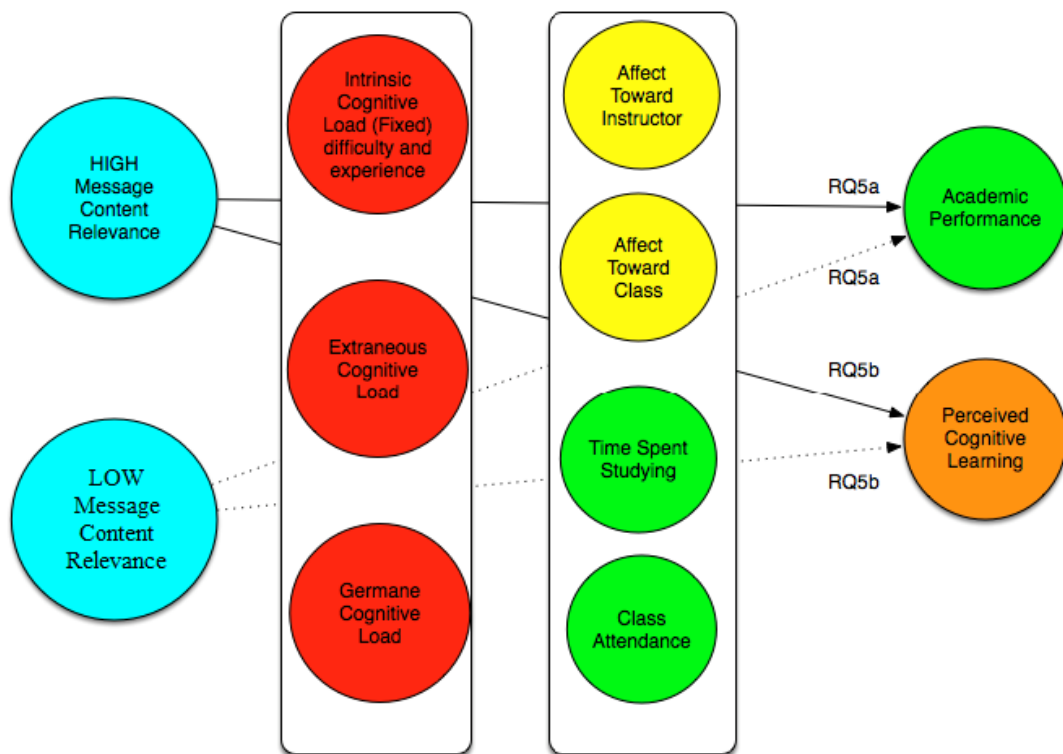 HIGH
Message
Content
Relevance
LOW
Message
Content
Relevance
Intrinsic
Cognitive
Load (Fixed)
difficulty and
experience
Extraneous
Cognitive
Load
Germane
Cognitive
Load
Affect
Toward
Instructor
Affect
Toward
Class
Time Spent
Studying
Class
Attendance
RQ5a
RQ5a
RQ5b
RQ5b
Academic
Performance
Perceived
Cognitive
Learning